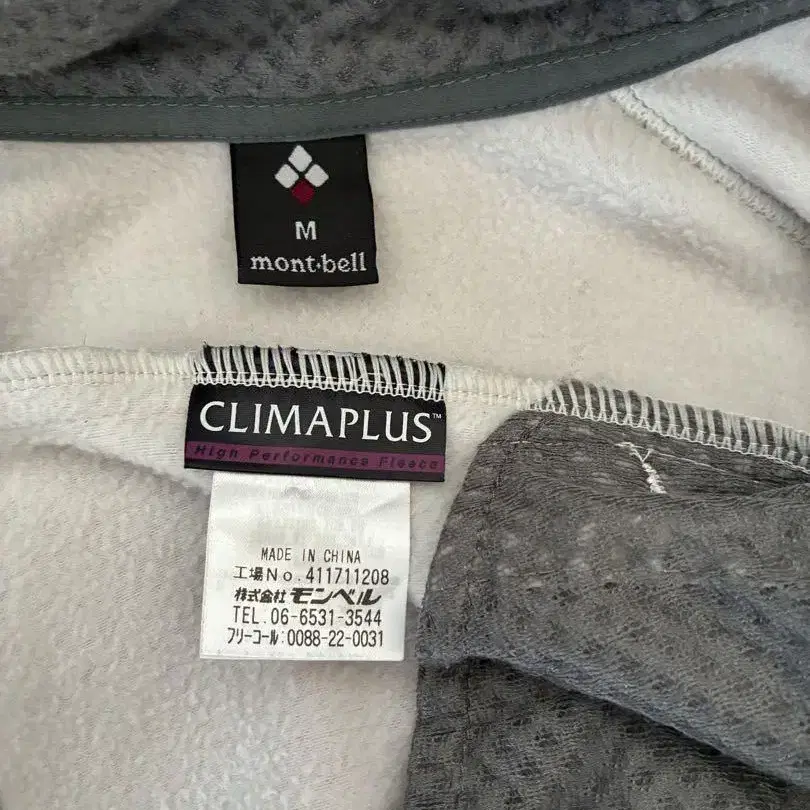 M
mont·bell
CLIMAPLUS™
High Performance Fleece
MADE IN CHINA
工場No.411711208
株式会社モンベル
TEL.06-6531-3544
フリーコール:0088-22-0031